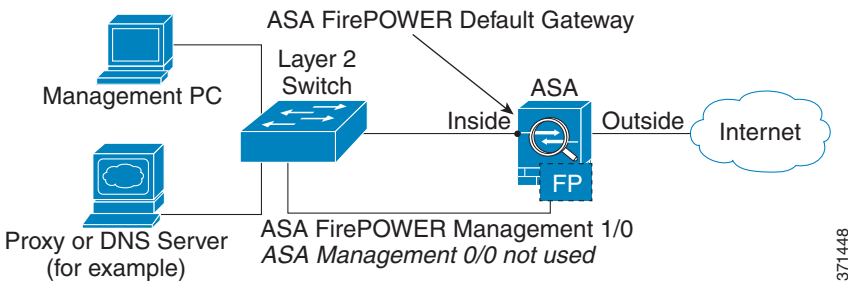 ASA FirePOWER Default Gateway
Layer 2
Switch
ASA
Management PC
Inside
Outside
Internet
FP
Proxy or DNS Server
(for example)
ASA FirePOWER Management 1/0
ASA Management 0/0 not used
371448